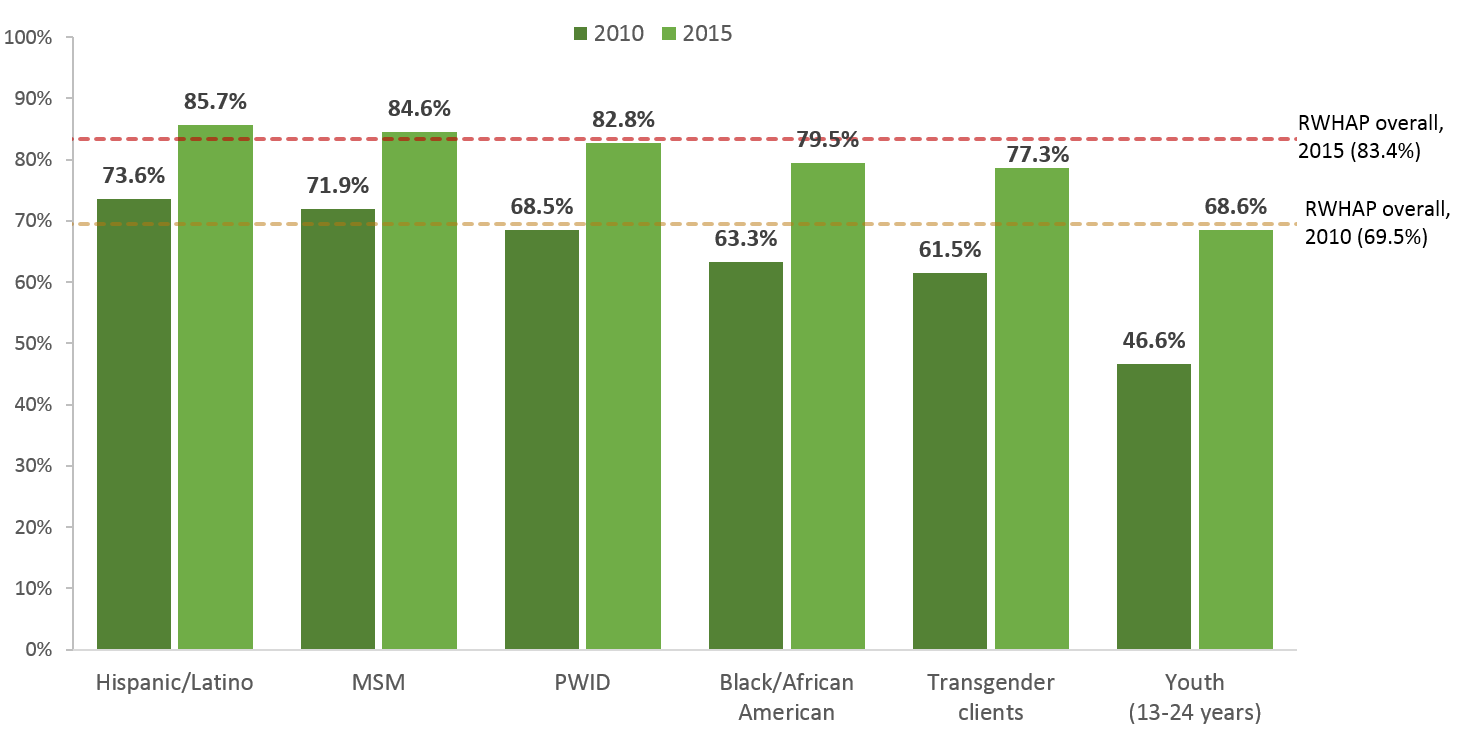 2010 2015
100%
90%
80%
70%
60%
50%
40%
30%
20%
10%
0%
73.6%
85.7%
71.9%
84.6%
68.5%
82.8%
63.3%
79.5%
61.5%
77.3%
46.6%
68.6%
RWHAP overall,
2015 (83.4%)
RWHAP overall,
2010 (69.5%)
Hispanic/Latino
MSM
PWID
Black/African
American
Transgender
clients
Youth
(13-24 years)